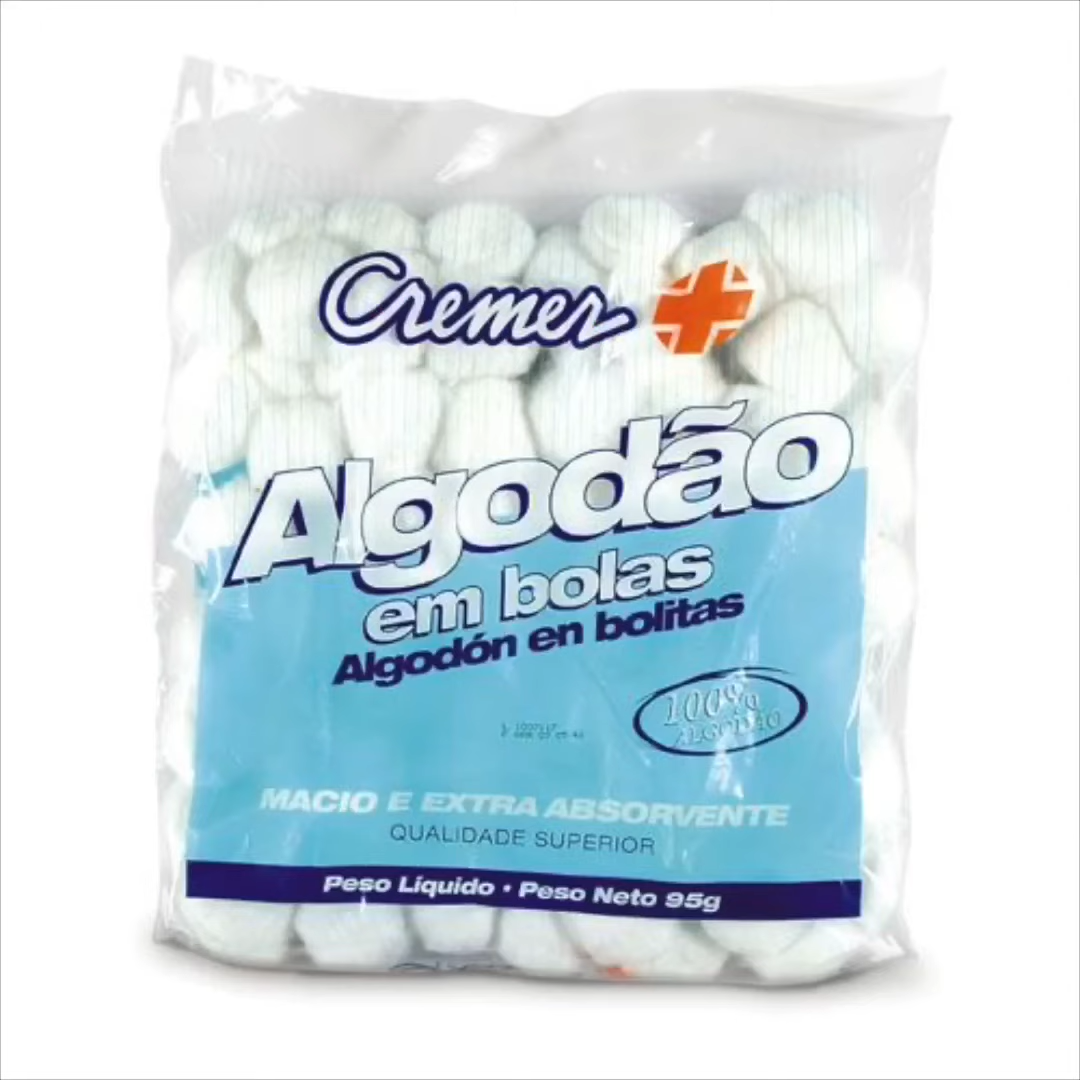 Cremer
Algodão
em bolas
Algodón en bolitas
100%
ALGODÃO
MACIO E EXTRA ABSORVENTE
QUALIDADE SUPERIOR
Peso Líquido • Peso Neto 95g